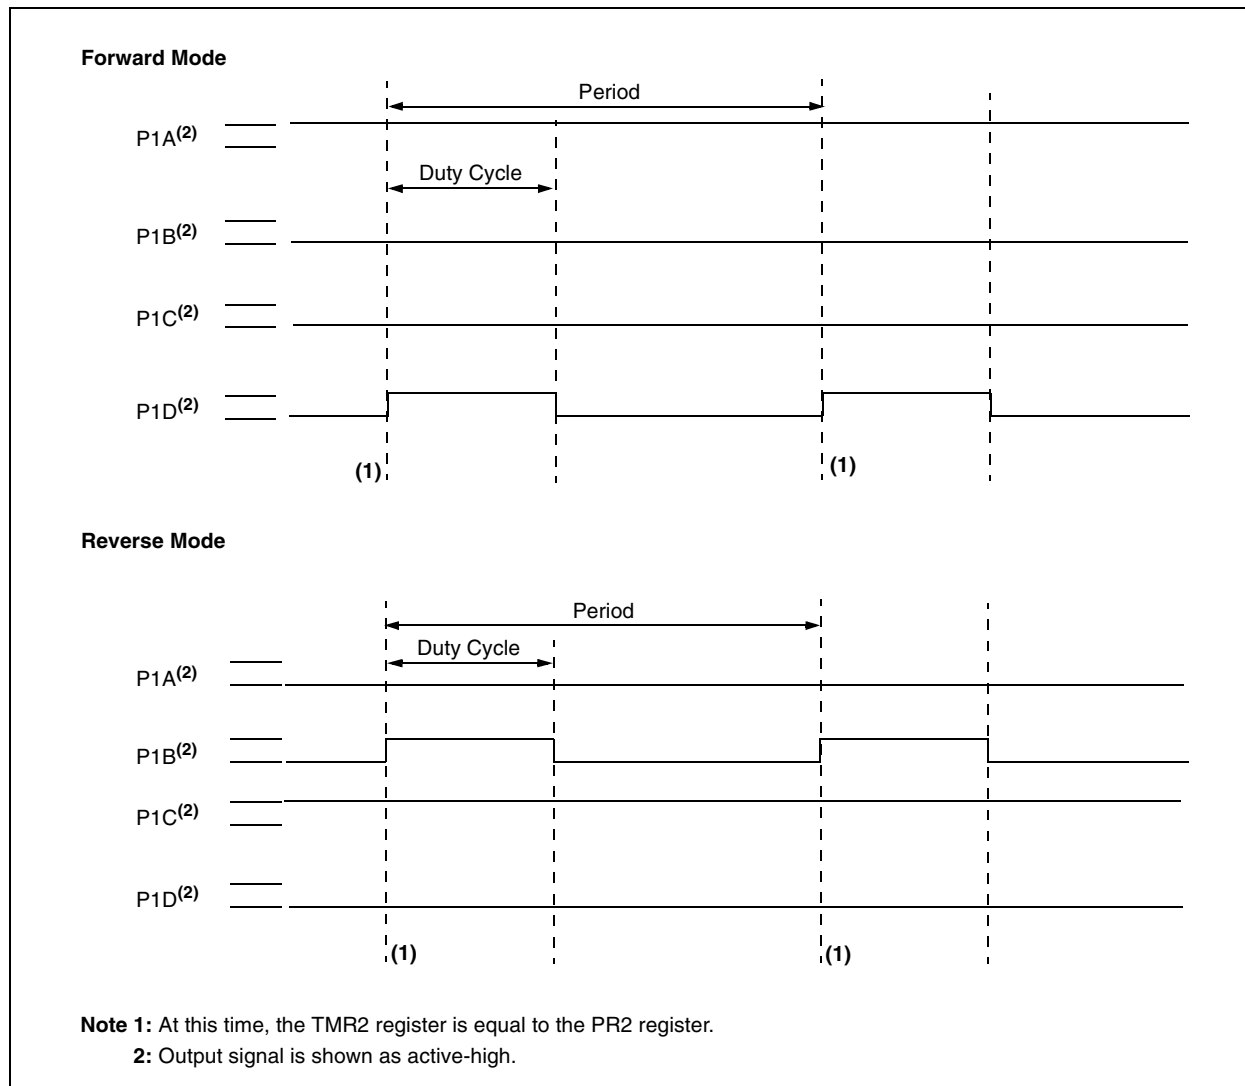 Forward Mode
Period
P1A(2)
Duty Cycle
P1B(2)
P1C(2)
P1D(2)
(1)
(1)
Reverse Mode
Period
Duty Cycle
P1A(2)
P1B(2)
P1C(2)
P1D(2)
(1)
(1)
Note 1: At this time, the TMR2 register is equal to the PR2 register.
2: Output signal is shown as active-high.